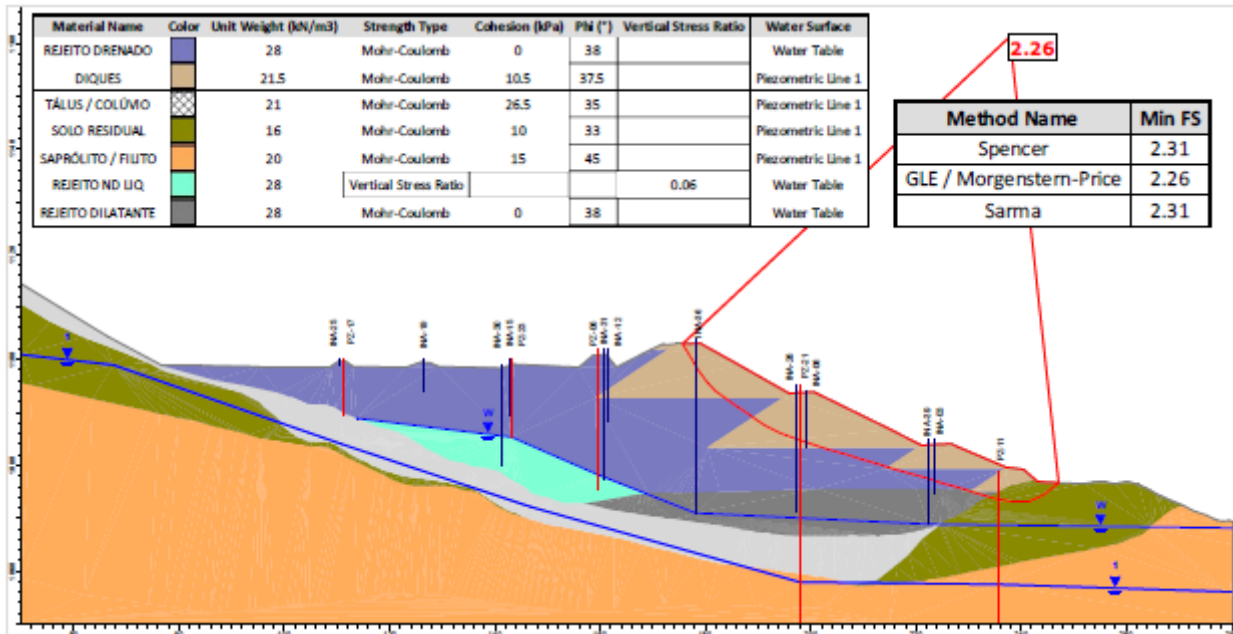 Material Name Color Unit Weight (kN/m3) Strength Type Cohesion (kPa) Phi (°) Vertical Stress Ratio Water Surface
REJEITO DRENADO 28 Mohr-Coulomb 0 38 Water Table
DIQUES 21.5 Mohr-Coulomb 10.5 37.5 Piezometric Line 1
TÁLUS / COLÚVIO 21 Mohr-Coulomb 26.5 35 Piezometric Line 1
SOLO RESIDUAL 16 Mohr-Coulomb 10 33 Piezometric Line 1
SAPRÓLITO / FILITO 20 Mohr-Coulomb 15 45 Piezometric Line 1
REJEITO ND LIQ 28 Vertical Stress Ratio 0.06 Water Table
REJEITO DILATANTE 28 Mohr-Coulomb 0 38 Water Table
2.26
Method Name Min FS
Spencer 2.31
GLE / Morgenstern-Price 2.26
Sarma 2.31
PZ-17
W
1
PZ-11
W
1